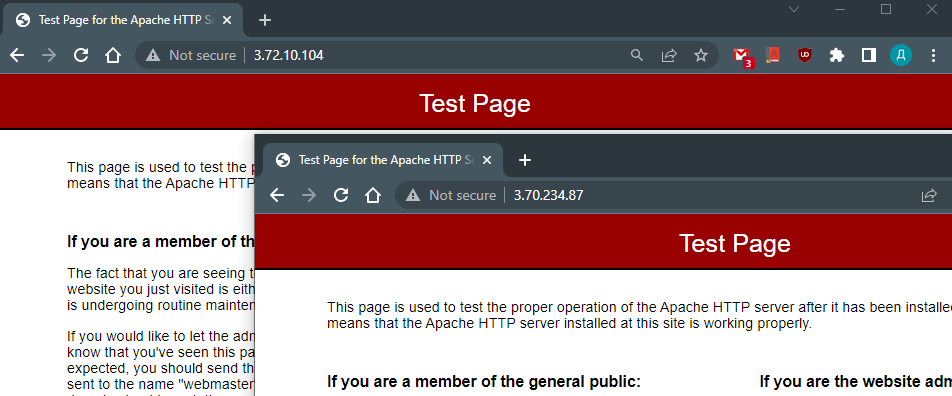 Test Page for the Apache HTTP S
Not secure 3.72.10.104
3
Д
Test Page
This page is used to test the
means that the Apache HTTP
If you are a member of th
The fact that you are seeing t
website you just visited is eith
is undergoing routine mainten
If you would like to let the adm
know that you've seen this pa
expected, you should send th
sent to the name "webmaster
Test Page for the Apache HTTP S
Not secure 3.70.234.87
Test Page
This page is used to test the proper operation of the Apache HTTP server after it has been installe
means that the Apache HTTP server installed at this site is working properly.
If you are a member of the general public:
If you are the website adm